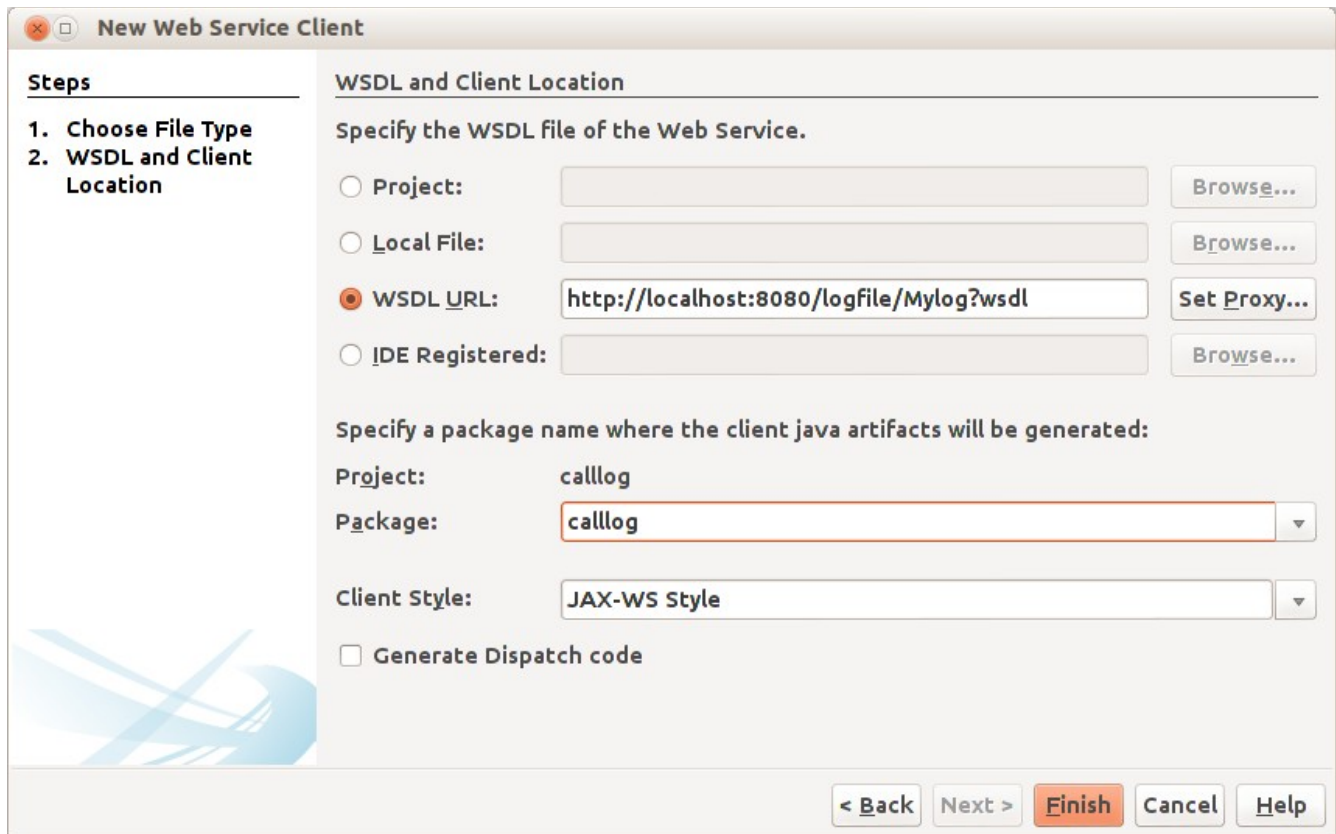 New Web Service Client
Steps
1. Choose File Type
2. WSDL and Client
Location
WSDL and Client Location
Specify the WSDL file of the Web Service.
Project:
Browse...
Local File:
Browse...
WSDL URL:
http://localhost:8080/logfile/Mylog?wsdl
Set Proxy...
IDE Registered:
Browse...
Specify a package name where the client java artifacts will be generated:
Project:
calllog
Package:
calllog
Client Style:
JAX-WS Style
Generate Dispatch code
< Back
Next >
Finish
Cancel
Help